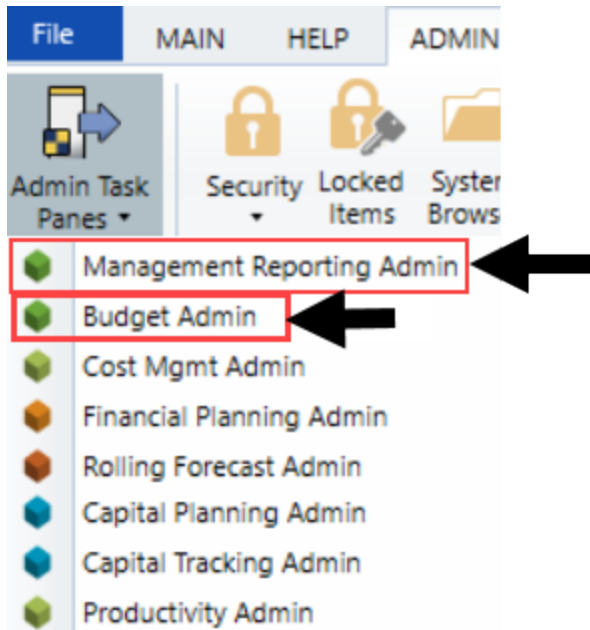 File MAIN HELP ADMIN
Admin Task Panes Security Locked Items
Management Reporting Admin
Budget Admin
Cost Mgmt Admin
Financial Planning Admin
Rolling Forecast Admin
Capital Planning Admin
Capital Tracking Admin
Productivity Admin